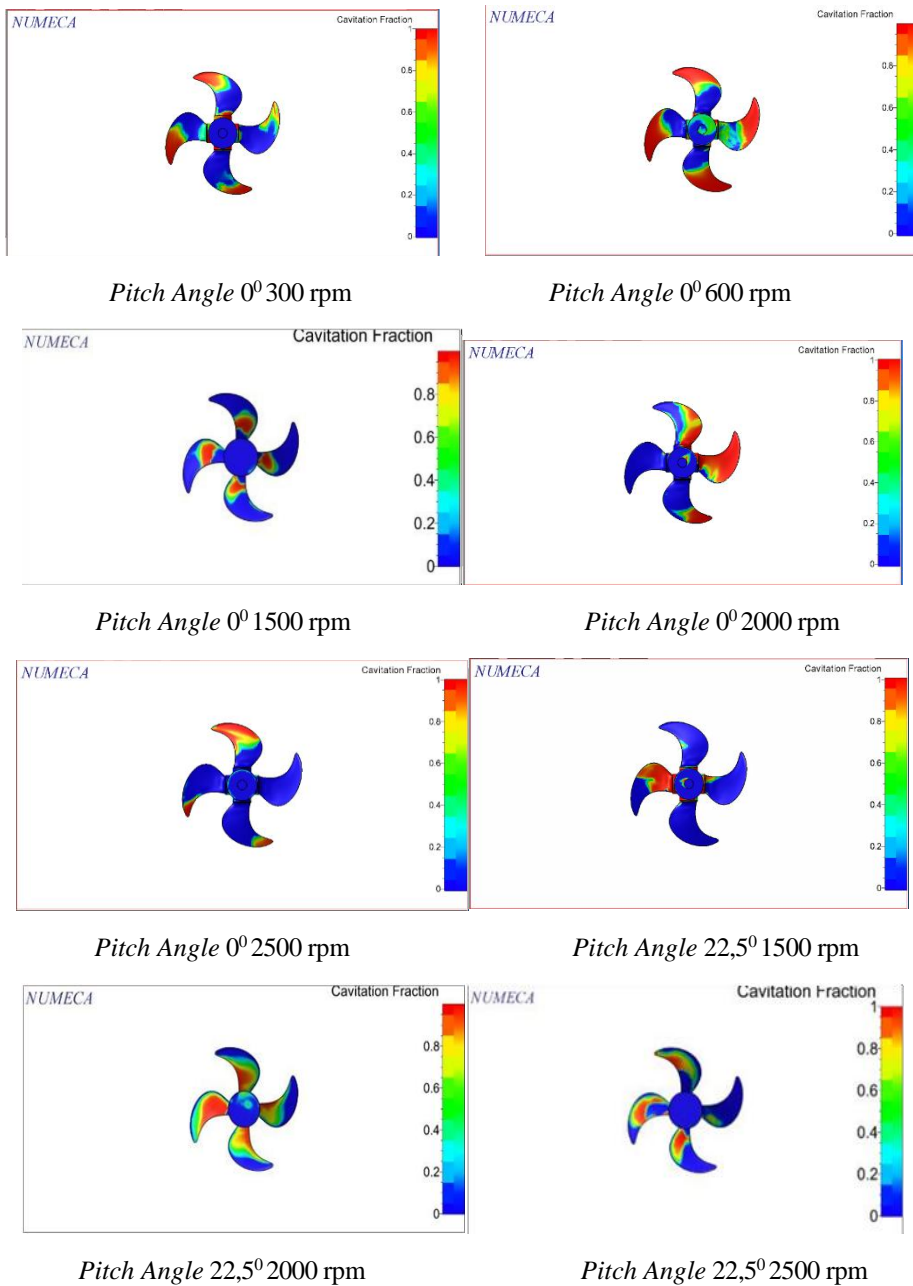 NUMECA
Cavitation Fraction
1
0.8
0.6
0.4
0.2
0
Pitch Angle 0⁰ 300 rpm
NUMECA
Cavitation Fraction
0.8
0.6
0.4
0.2
0
Pitch Angle 0⁰ 600 rpm
NUMECA
Cavitation Fraction
0.8
0.6
0.4
0.2
0
Pitch Angle 0⁰ 1500 rpm
NUMECA
Cavitation Fraction
1
0.8
0.6
0.4
0.2
0
Pitch Angle 0⁰ 2000 rpm
NUMECA
Cavitation Fraction
1
0.8
0.6
0.4
0.2
0
Pitch Angle 0⁰ 2500 rpm
NUMECA
Cavitation Fraction
1
0.8
0.6
0.4
0.2
0
Pitch Angle 22,5⁰ 1500 rpm
NUMECA
Cavitation Fraction
0.8
0.6
0.4
0.2
0
Pitch Angle 22,5⁰ 2000 rpm
NUMECA
Cavitation Fraction
1
0.8
0.6
0.4
0.2
0
Pitch Angle 22,5⁰ 2500 rpm